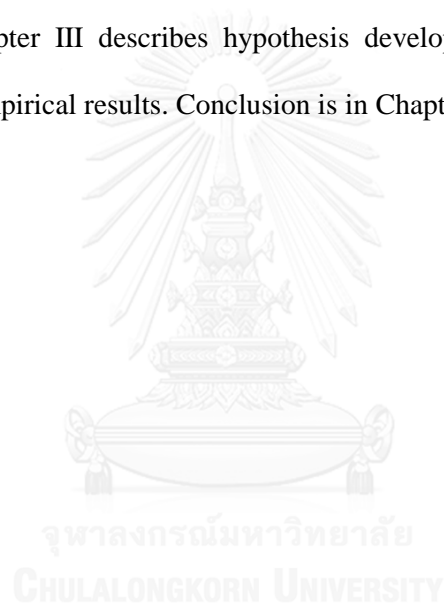 pter III describes hypothesis develop
pirical results. Conclusion is in Chapt
จุฬาลงกรณ์มหาวิทยาลัย
CHULALONGKORN UNIVERSITY